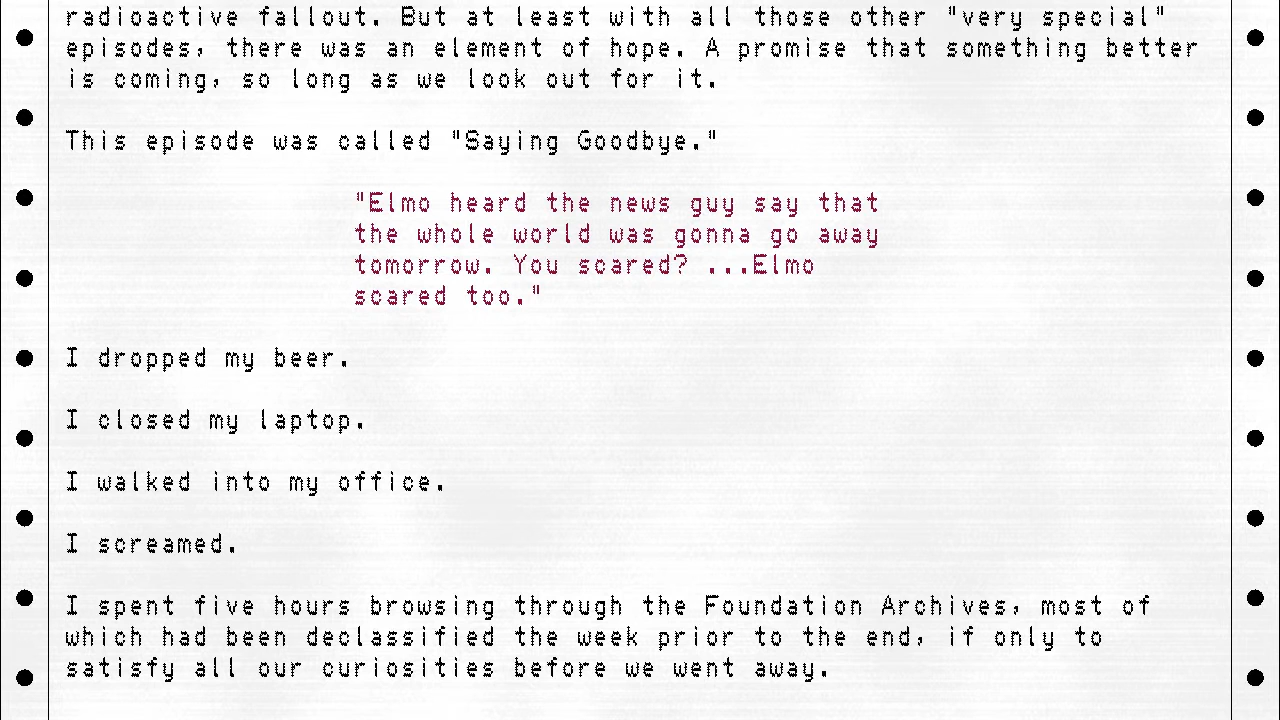 radioactive fallout. But at least with all those other "very special"
episodes, there was an element of hope. A promise that something better
is coming, so long as we look out for it.
This episode was called "Saying Goodbye."
"Elmo heard the news guy say that
the whole world was gonna go away
tomorrow. You scared? ...Elmo
scared too."
I dropped my beer.
I closed my laptop.
I walked into my office.
I screamed.
I spent five hours browsing through the Foundation Archives, most of
which had been declassified the week prior to the end, if only to
satisfy all our curiosities before we went away.